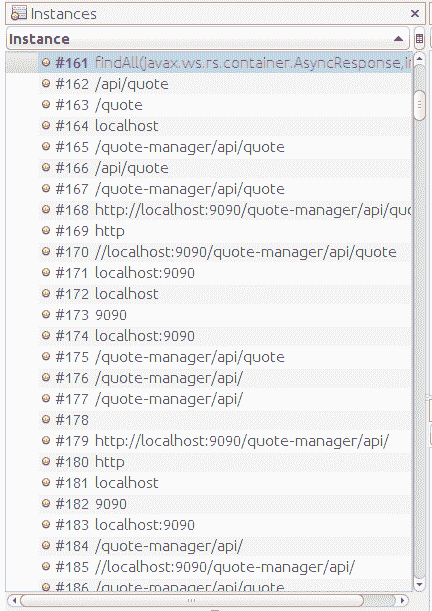 Instances
Instance
#161 findAll(javax.ws.rs.container.AsyncResponse,in
#162 /api/quote
#163 /quote
#164 localhost
#165 /quote-manager/api/quote
#166 /api/quote
#167 /quote-manager/api/quote
#168 http://localhost:9090/quote-manager/api/quo
#169 http
#170 //localhost:9090/quote-manager/api/quote
#171 localhost:9090
#172 localhost
#173 9090
#174 localhost:9090
#175 /quote-manager/api/quote
#176 /quote-manager/api/
#177 /quote-manager/api/
#178
#179 http://localhost:9090/quote-manager/api/
#180 http
#181 localhost
#182 9090
#183 localhost:9090
#184 /quote-manager/api/
#185 //localhost:9090/quote-manager/api/
#186 /quote-manager/api/quote